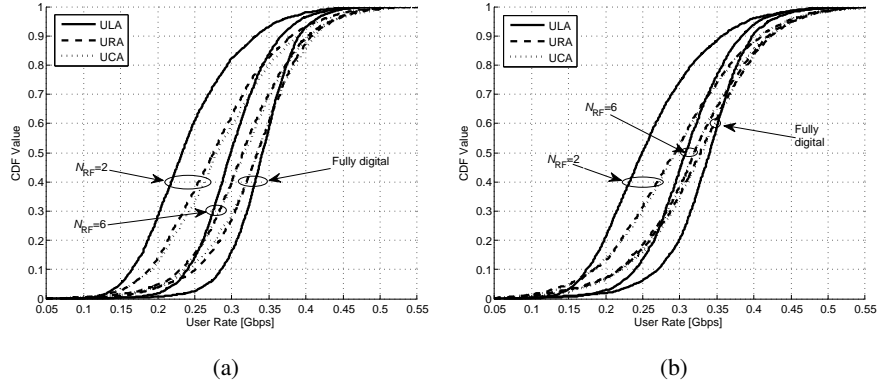 1
0.9
0.8
0.7
0.6
0.5
0.4
0.3
0.2
0.1
0
CDF Value
ULA
URA
UCA
N_RF=2
N_RF=6
Fully digital
0.05 0.1 0.15 0.2 0.25 0.3 0.35 0.4 0.45 0.5 0.55
User Rate [Gbps]
(a)
1
0.9
0.8
0.7
0.6
0.5
0.4
0.3
0.2
0.1
0
CDF Value
ULA
URA
UCA
N_RF=6
N_RF=2
Fully
digital
0.05 0.1 0.15 0.2 0.25 0.3 0.35 0.4 0.45 0.5 0.55
User Rate [Gbps]
(b)